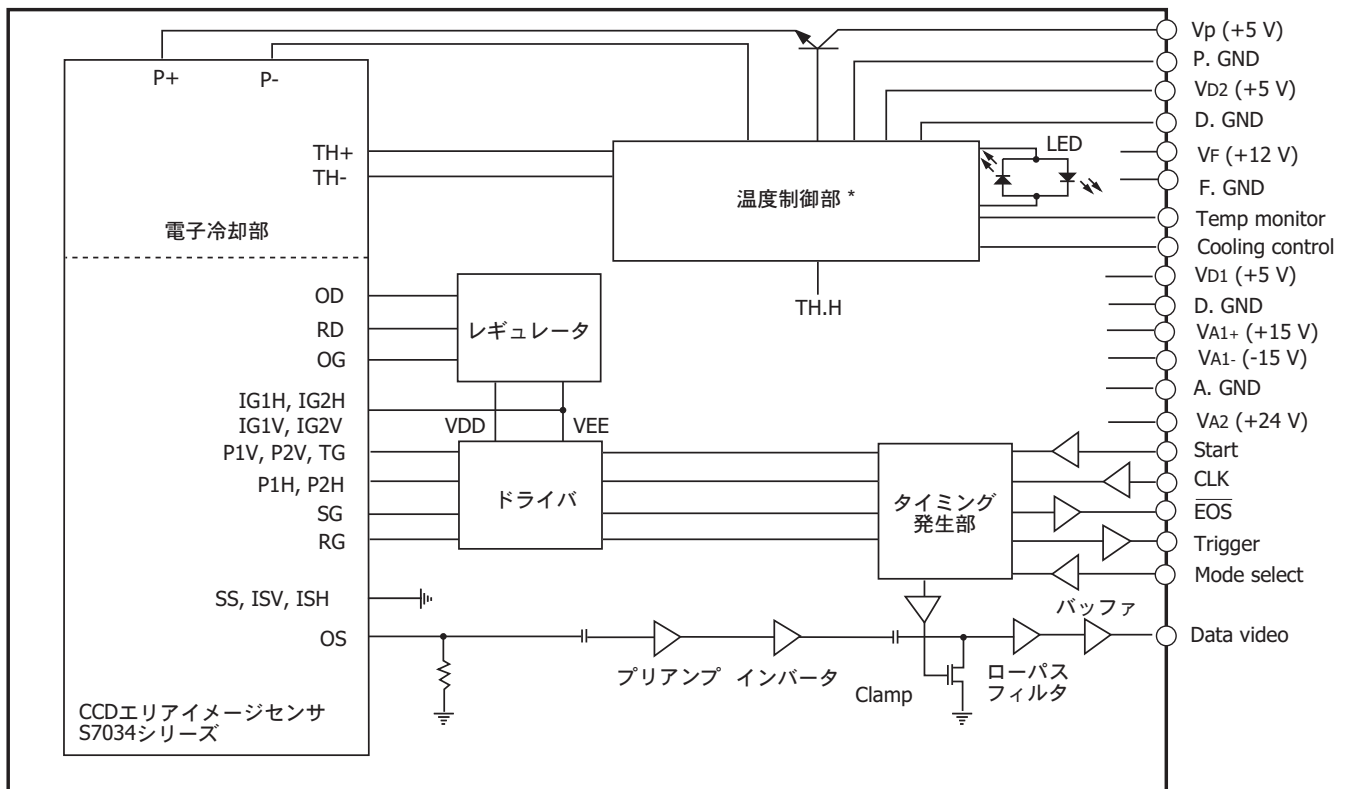 P+
P-
TH+
TH-
電子冷却部
OD
RD
OG
IG1H, IG2H
IG1V, IG2V
P1V, P2V, TG
P1H, P2H
SG
RG
SS, ISV, ISH
OS
CCDエリアイメージセンサ
S7034シリーズ
温度制御部 *
TH.H
LED
レギュレータ
VDD
VEE
ドライバ
タイミング
発生部
プリアンプ
インバータ
Clamp
ローパス
フィルタ
バッファ
Vp (+5 V)
P. GND
VD2 (+5 V)
D. GND
VF (+12 V)
F. GND
Temp monitor
Cooling control
VD1 (+5 V)
D. GND
VA1+ (+15 V)
VA1- (-15 V)
A. GND
VA2 (+24 V)
Start
CLK
EOS
Trigger
Mode select
Data video